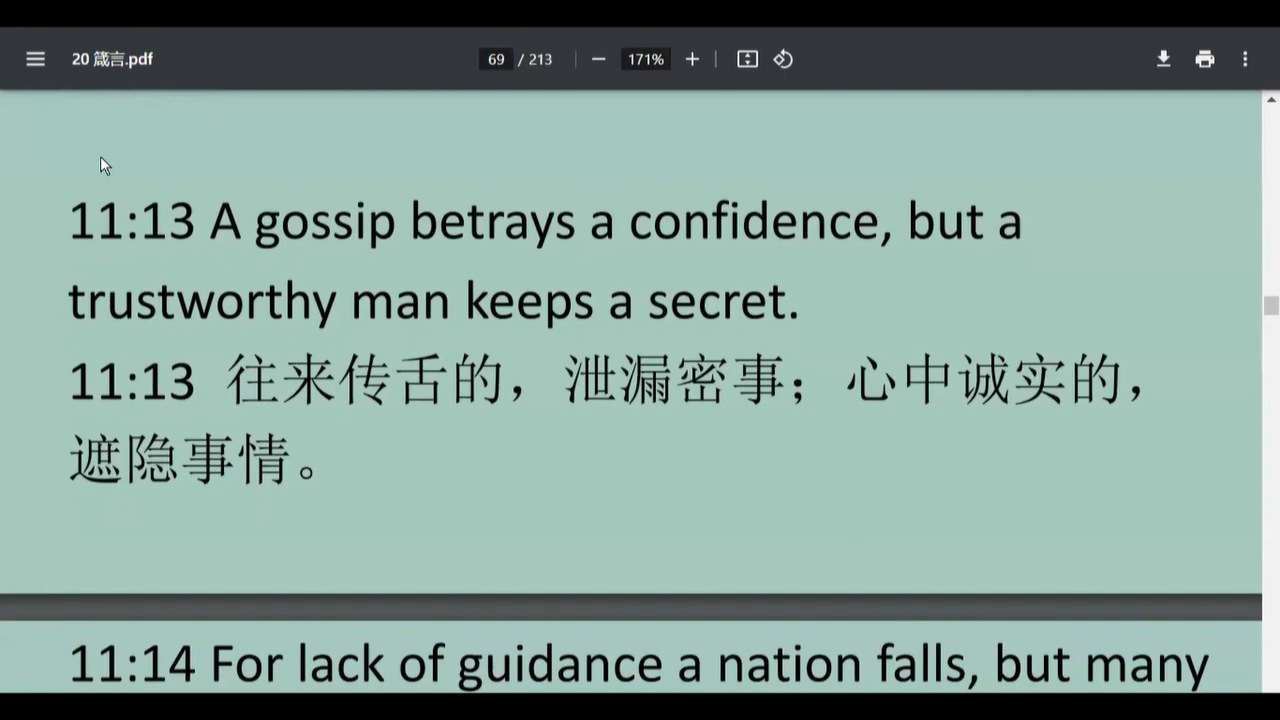 20 箴言.pdf
69 / 213
171%
11:13 A gossip betrays a confidence, but a
trustworthy man keeps a secret.
11:13 往来传舌的，泄漏密事；心中诚实的，
遮隐事情。
11:14 For lack of guidance a nation falls, but many